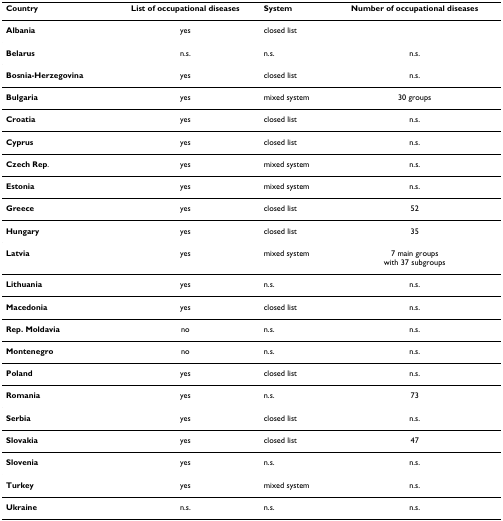 Country List of occupational diseases System Number of occupational diseases
Albania yes closed list
Belarus n.s. n.s. n.s.
Bosnia-Herzegovina yes closed list n.s.
Bulgaria yes mixed system 30 groups
Croatia yes closed list n.s.
Cyprus yes closed list n.s.
Czech Rep. yes mixed system n.s.
Estonia yes mixed system n.s.
Greece yes closed list 52
Hungary yes closed list 35
Latvia yes mixed system 7 main groups
with 37 subgroups
Lithuania yes n.s. n.s.
Macedonia yes closed list n.s.
Rep. Moldavia no n.s. n.s.
Montenegro no n.s. n.s.
Poland yes closed list n.s.
Romania yes n.s. 73
Serbia yes closed list n.s.
Slovakia yes closed list 47
Slovenia yes n.s. n.s.
Turkey yes mixed system n.s.
Ukraine n.s. n.s. n.s.